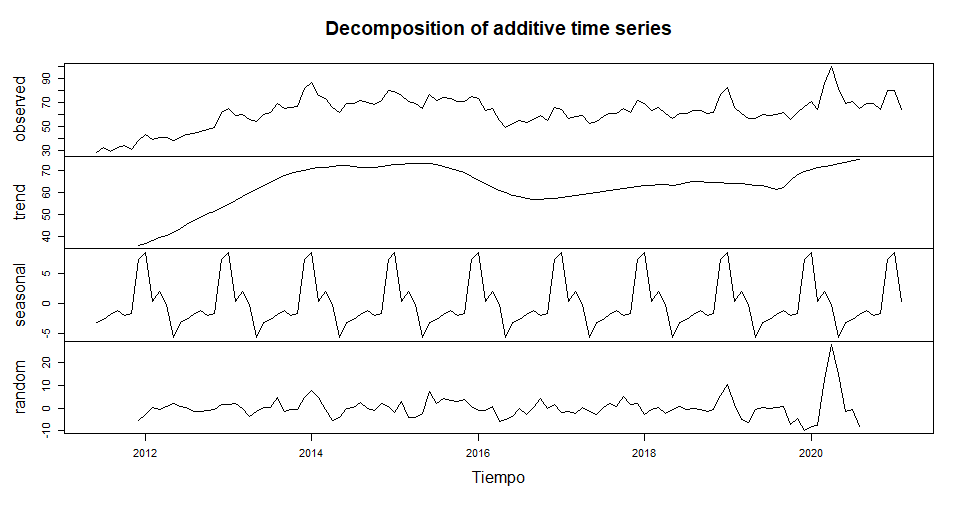 Decomposition of additive time series
observed
30 50 70 90
trend
40 50 60 70
seasonal
-5 0 5
random
-10 0 10 20
2012 2014 2016 2018 2020
Tiempo